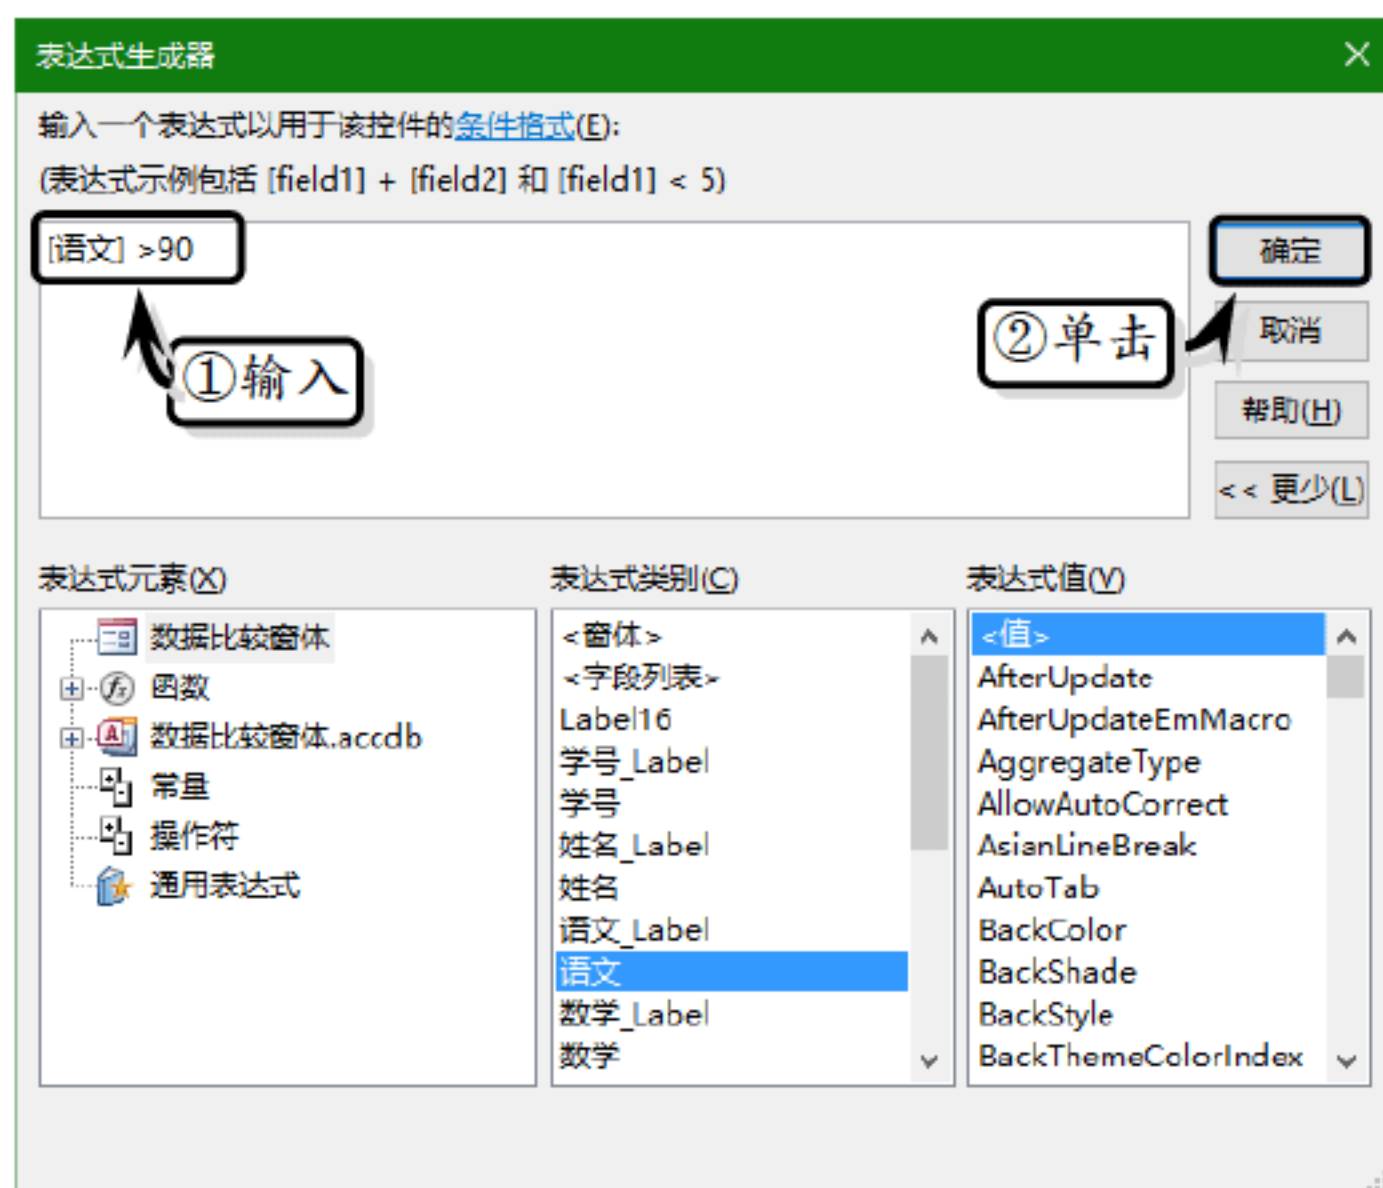 表达式生成器
输入一个表达式以用于该控件的条件格式(E):
(表达式示例包括 [field1] + [field2] 和 [field1] < 5)
[语文] >90
确定
①输入
②单击
取消
帮助(H)
<< 更少(L)
表达式元素(X)
数据比较窗体
函数
数据比较窗体.accdb
常量
操作符
通用表达式
表达式类别(C)
<窗体>
<字段列表>
Label16
学号_Label
学号
姓名_Label
姓名
语文_Label
语文
数学_Label
数学
表达式值(V)
<值>
AfterUpdate
AfterUpdateEmMacro
AggregateType
AllowAutoCorrect
AsianLineBreak
AutoTab
BackColor
BackShade
BackStyle
BackThemeColorIndex